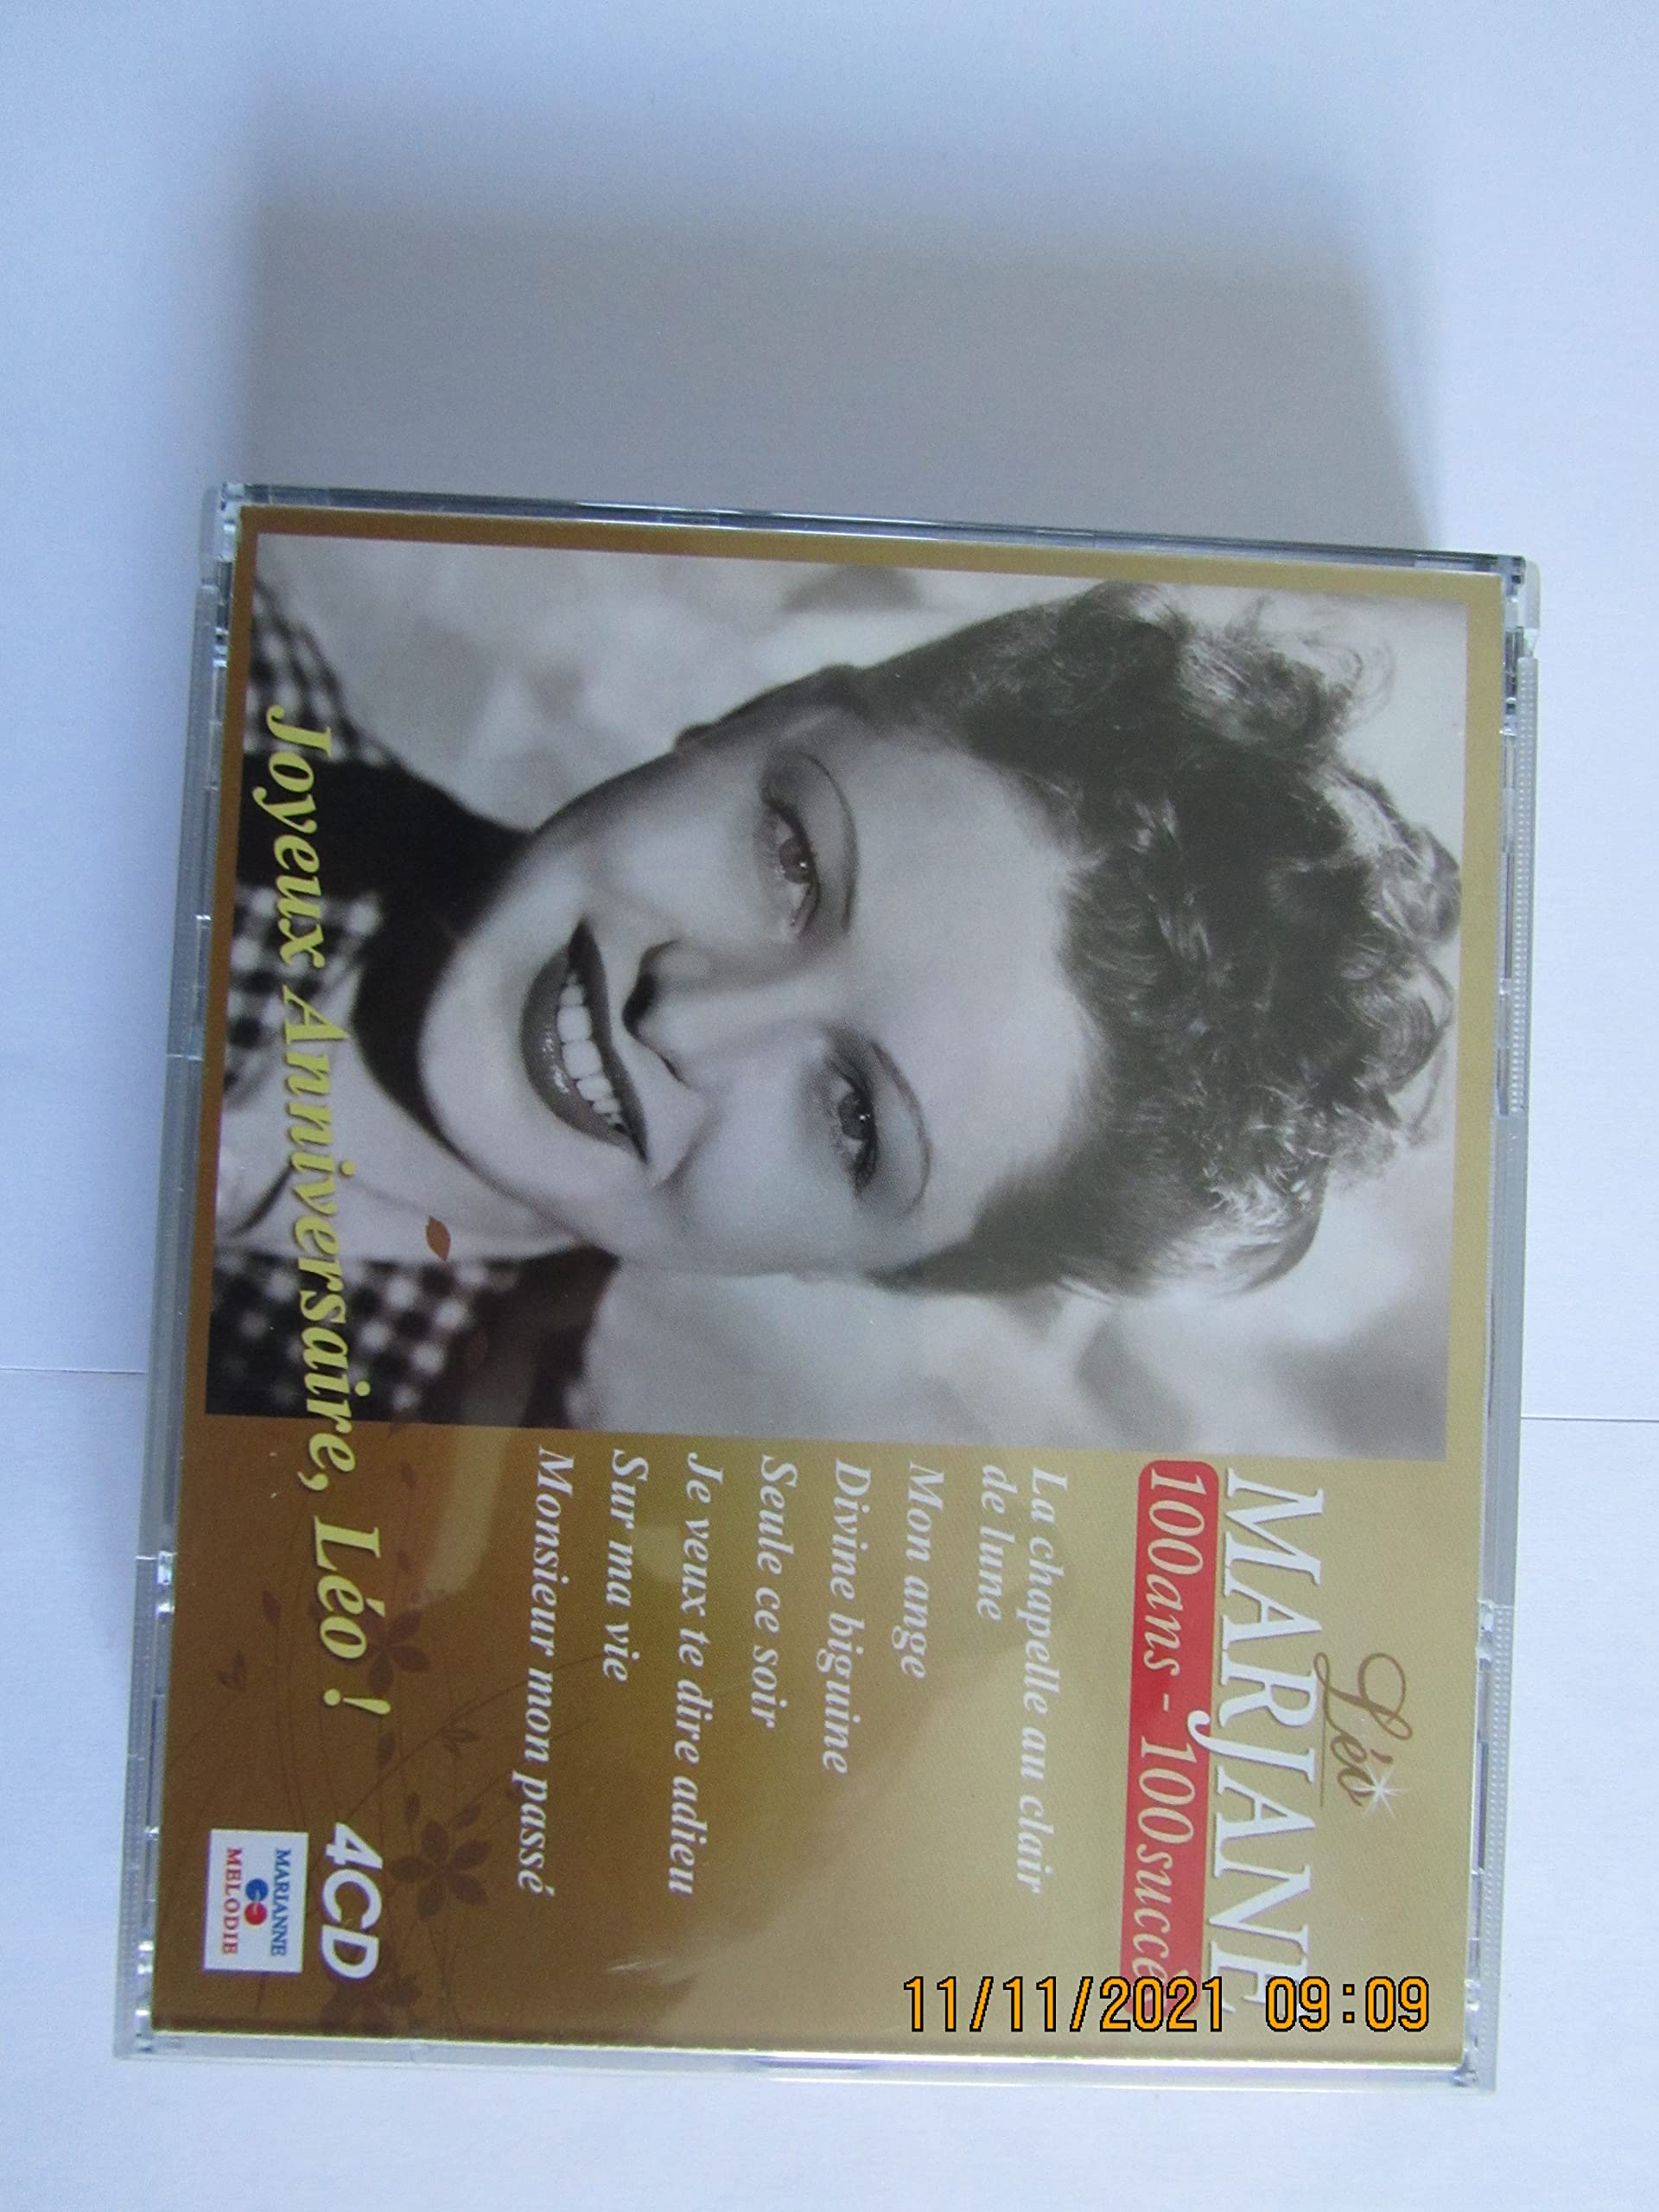 Léo
MARJANE
100ans - 100succès
La chapelle au clair
de lune
Mon ange
Divine biguine
Seule ce soir
Je veux te dire adieu
Sur ma vie
Monsieur mon passé
Joyeux Anniversaire, Léo !
4CD
MARIANNE
MELODIE
11/11/2021 09:09